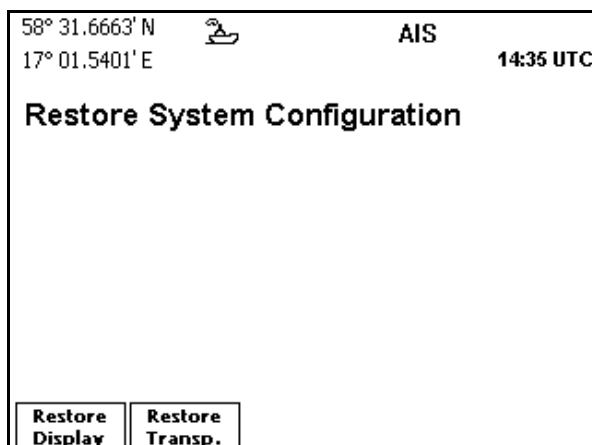 58° 31.6663' N
AIS
17° 01.5401' E
14:35 UTC
Restore System Configuration
Restore
Display
Restore
Transp.